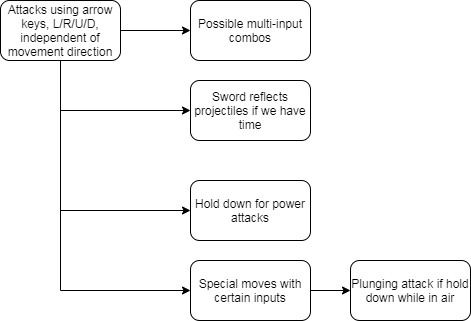 Attacks using arrow
keys, L/R/U/D,
independent of
movement direction
Possible multi-input
combos
Sword reflects
projectiles if we have
time
Hold down for power
attacks
Special moves with
certain inputs
Plunging attack if hold
down while in air